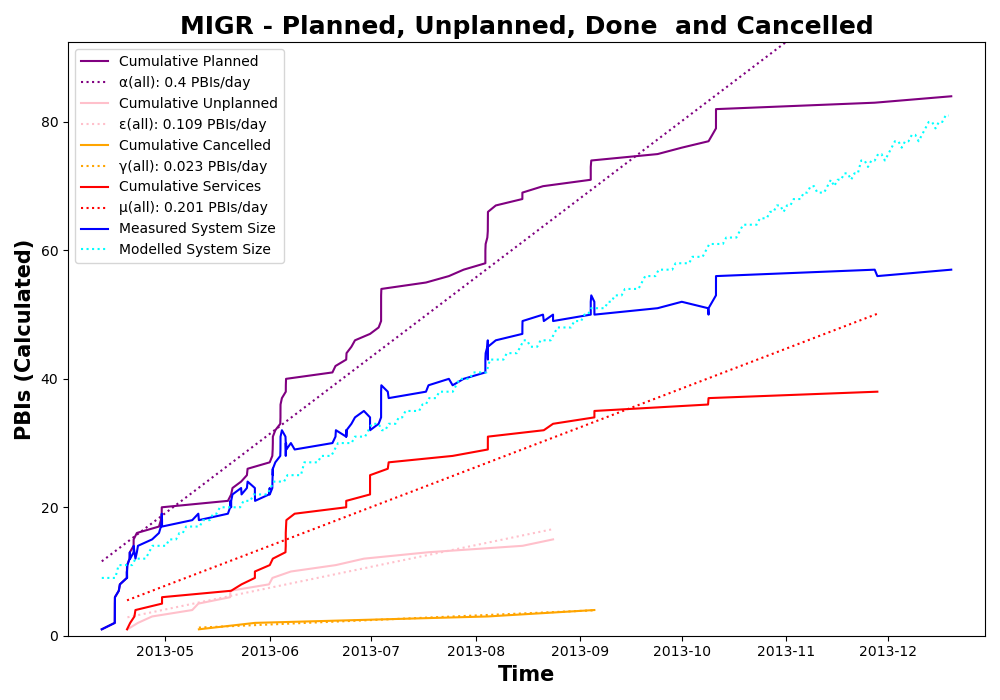 MIGR - Planned, Unplanned, Done  and Cancelled
Cumulative Planned
α(all): 0.4 PBIs/day
Cumulative Unplanned
ε(all): 0.109 PBIs/day
Cumulative Cancelled
γ(all): 0.023 PBIs/day
Cumulative Services
μ(all): 0.201 PBIs/day
Measured System Size
Modelled System Size
PBIs (Calculated)
80
60
40
20
0
2013-05 2013-06 2013-07 2013-08 2013-09 2013-10 2013-11 2013-12
Time